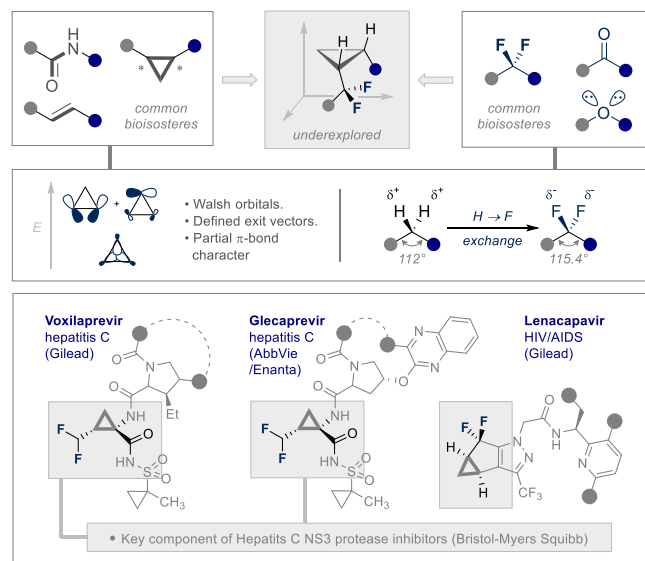 H
N
O
* *
common
bioisosteres
H
H
F
F
underexplored
F F
O
common
bioisosteres
O
E
+
• Walsh orbitals.
• Defined exit vectors.
• Partial π-bond
character
δ+ δ+
H H
112°
H → F
exchange
δ- δ-
F F
115.4°
Voxilaprevir
hepatitis C
(Gilead)
O
N
O
Et
NH
F
F
O
HN
S
O
O
CH3
Glecaprevir
hepatitis C
(AbbVie
/Enanta)
O
N
N
N
O
O
NH
F
F
O
HN
S
O
O
CH3
Lenacapavir
HIV/AIDS
(Gilead)
F F
H
H
N
N
CF3
O
N
H
N
• Key component of Hepatits C NS3 protease inhibitors (Bristol-Myers Squibb)